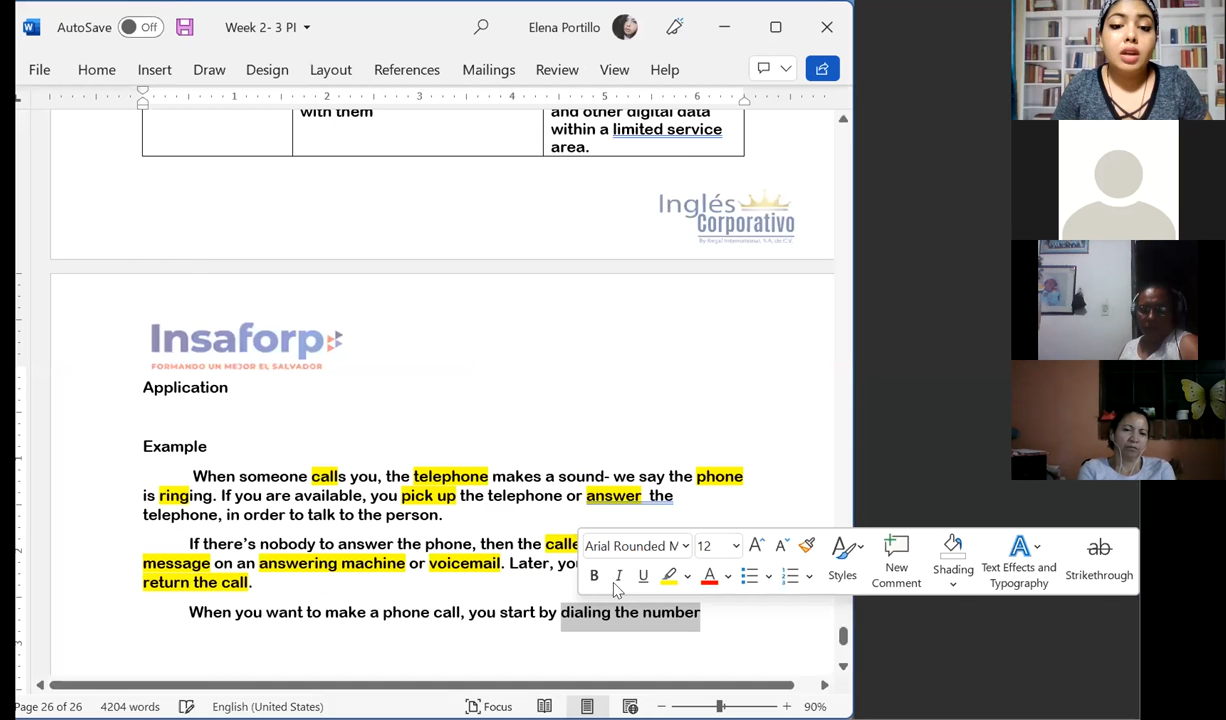 AutoSave Off Week 2- 3 PI Elena Portillo
File Home Insert Draw Design Layout References Mailings Review View Help
1 2 3 4 5 6
with them
and other digital data
within a limited service
area.
Inglés
Corporativo
Insaforp
FORMANDO UN MEJOR EL SALVADOR
Application
Example
When someone calls you, the telephone makes a sound- we say the phone
is ringing. If you are available, you pick up the telephone or answer the
telephone, in order to talk to the person.
If there's nobody to answer the phone, then the calle
message on an answering machine or voicemail. Later, yo
return the call.
When you want to make a phone call, you start by dialing the number
Arial Rounded M 12
New
Comment
Styles
Shading
Text Effects and
Typography
Strikethrough
Page 26 of 26 4204 words English (United States) Focus 90%